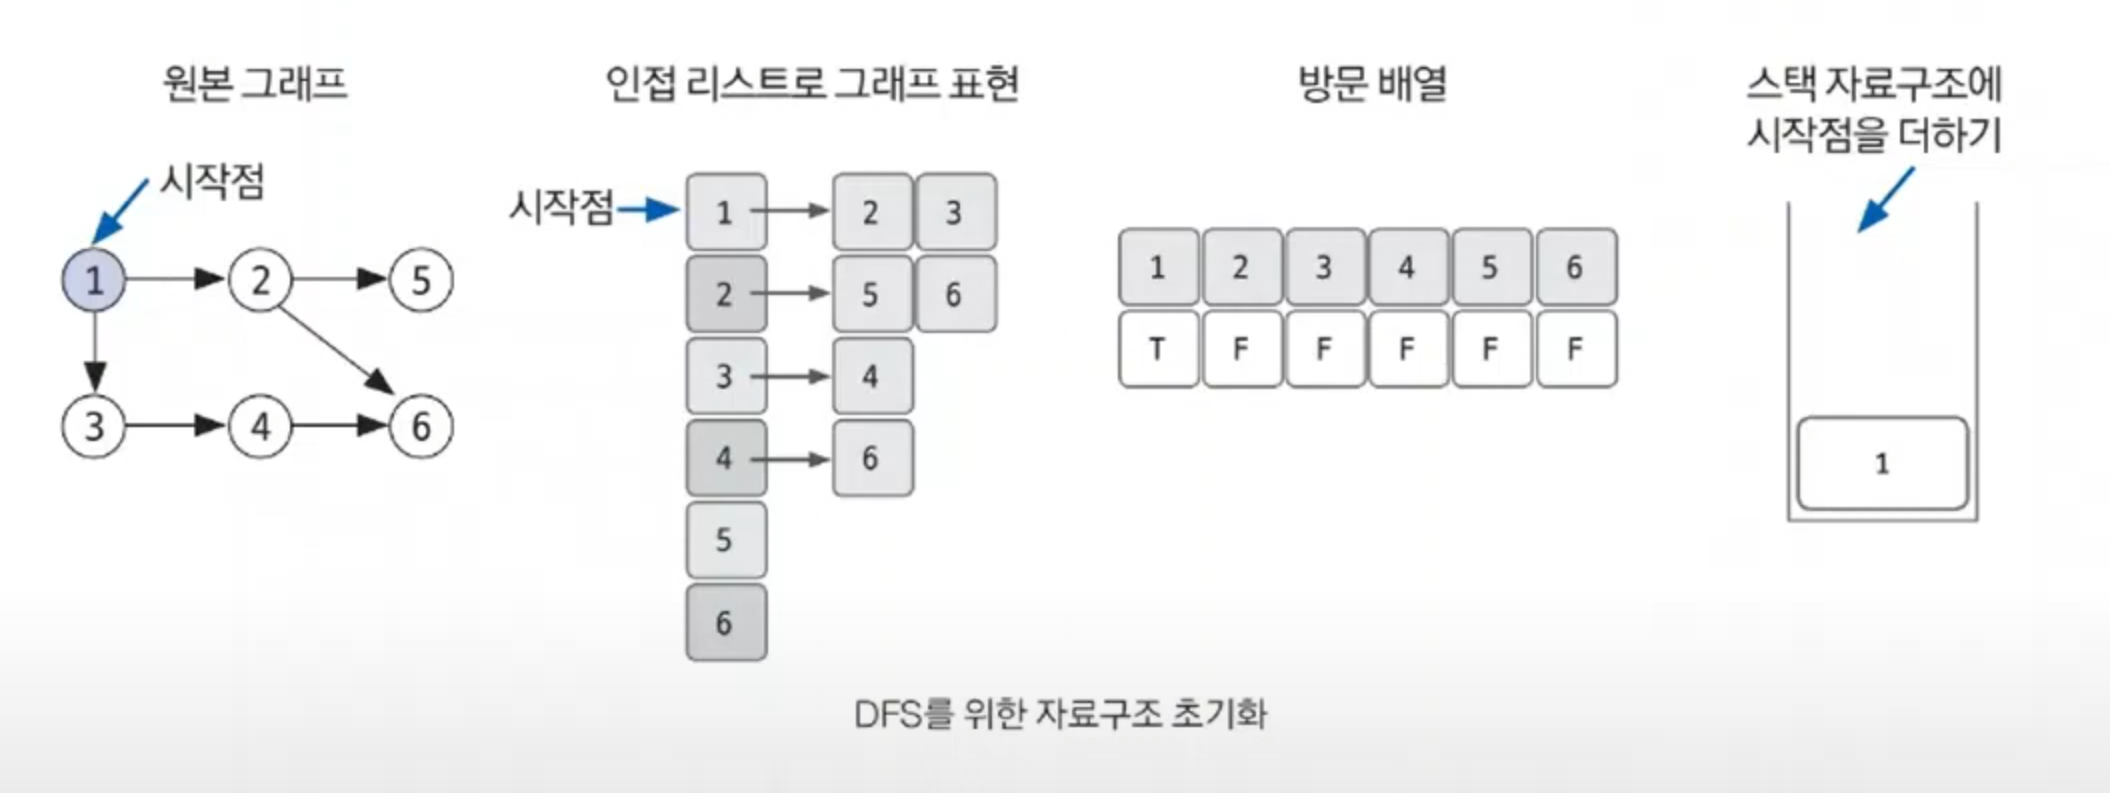 원본 그래프
시작점
1 2 5
3 4 6
인접 리스트로 그래프 표현
시작점
1 2 3
2 5 6
3 4
4 6
5
6
방문 배열
1 2 3 4 5 6
T F F F F F
스택 자료구조에
시작점을 더하기
1
DFS를 위한 자료구조 초기화